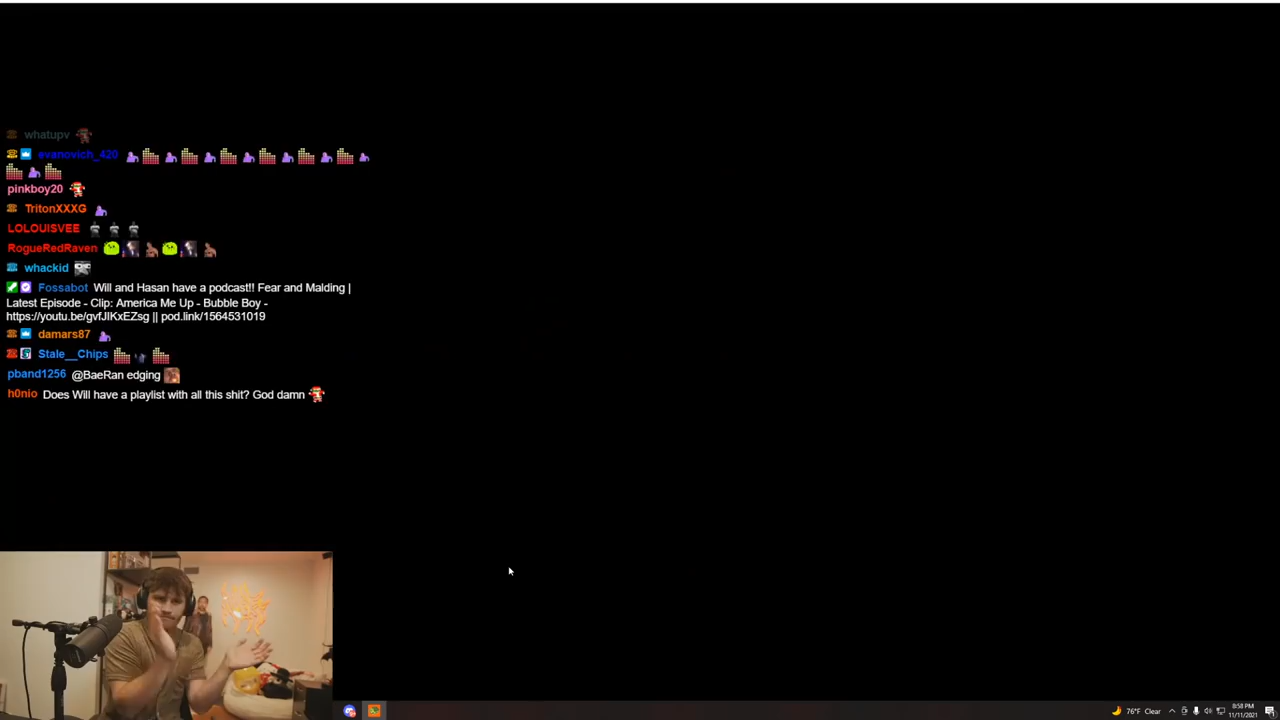 whatupv
evanovich_420
pinkboy20
TritonXXXG
LOLOUISVEE
RogueRedRaven
whackid
Fossabot Will and Hasan have a podcast!! Fear and Malding |
Latest Episode - Clip: America Me Up - Bubble Boy -
https://youtu.be/gvfJIKxEZsg || pod.link/1564531019
damars87
Stale__Chips
pband1256 @BaeRan edging
h0nio Does Will have a playlist with all this shit? God damn
76°F Clear
8:58 PM
11/11/2021